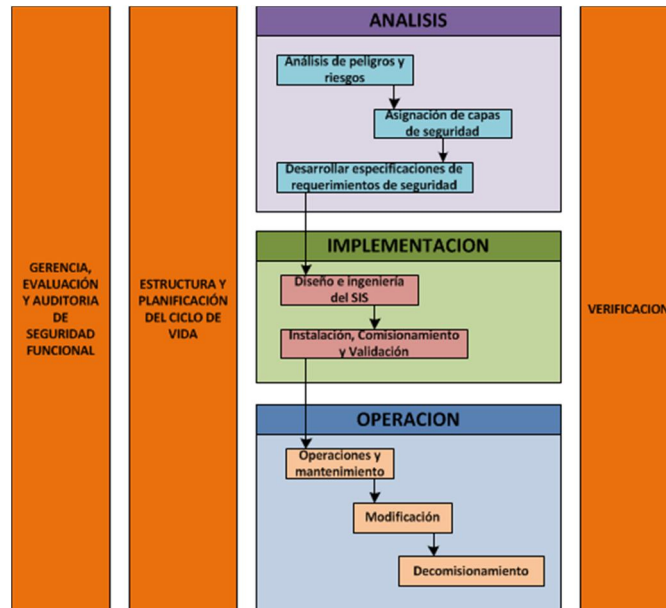 GERENCIA,
EVALUACIÓN
Y AUDITORIA
DE
SEGURIDAD
FUNCIONAL
ESTRUCTURA Y
PLANIFICACIÓN
DEL CICLO DE
VIDA
ANALISIS
Análisis de peligros y
riesgos
Asignación de capas
de seguridad
Desarrollar especificaciones de
requerimientos de seguridad
IMPLEMENTACION
Diseño e ingeniería
del SIS
Instalación, Comisionamiento
y Validación
OPERACION
Operaciones y
mantenimiento
Modificación
Decomisionamiento
VERIFICACION